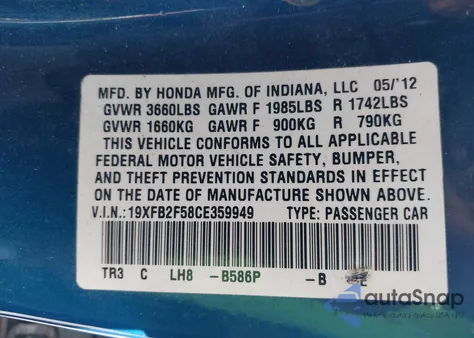 MFD. BY HONDA MFG. OF INDIANA, LLC 05/'12
GVWR 3660LBS GAWR F 1985LBS R 1742LBS
GVWR 1660KG GAWR F 900KG R 790KG
THIS VEHICLE CONFORMS TO ALL APPLICABLE
FEDERAL MOTOR VEHICLE SAFETY, BUMPER,
AND THEFT PREVENTION STANDARDS IN EFFECT
ON THE DATE OF MANUFACTURE SHOWN ABOVE.
V.I.N.:19XFB2F58CE359949 TYPE: PASSENGER CAR
TR3 C LH8 -B586P -B
autoSnap